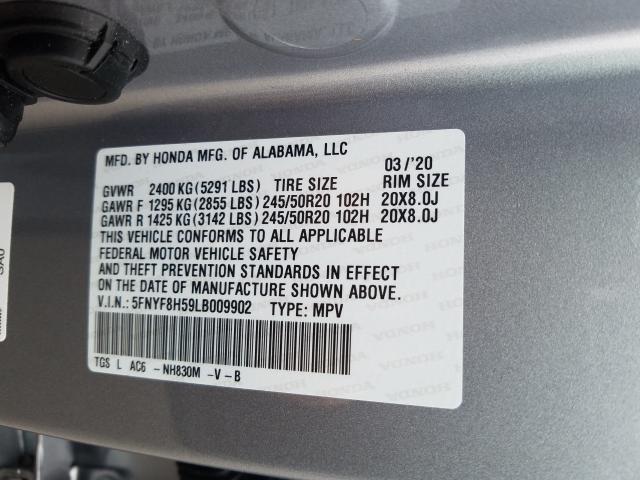 MFD. BY HONDA MFG. OF ALABAMA, LLC 03/'20
GVWR 2400 KG (5291 LBS) TIRE SIZE RIM SIZE
GAWR F 1295 KG (2855 LBS) 245/50R20 102H 20X8.0J
GAWR R 1425 KG (3142 LBS) 245/50R20 102H 20X8.0J
THIS VEHICLE CONFORMS TO ALL APPLICABLE
FEDERAL MOTOR VEHICLE SAFETY
AND THEFT PREVENTION STANDARDS IN EFFECT
ON THE DATE OF MANUFACTURE SHOWN ABOVE.
V.I.N.: 5FNYF8H59LB009902 TYPE: MPV
TGS L AC6 -NH830M -V-B